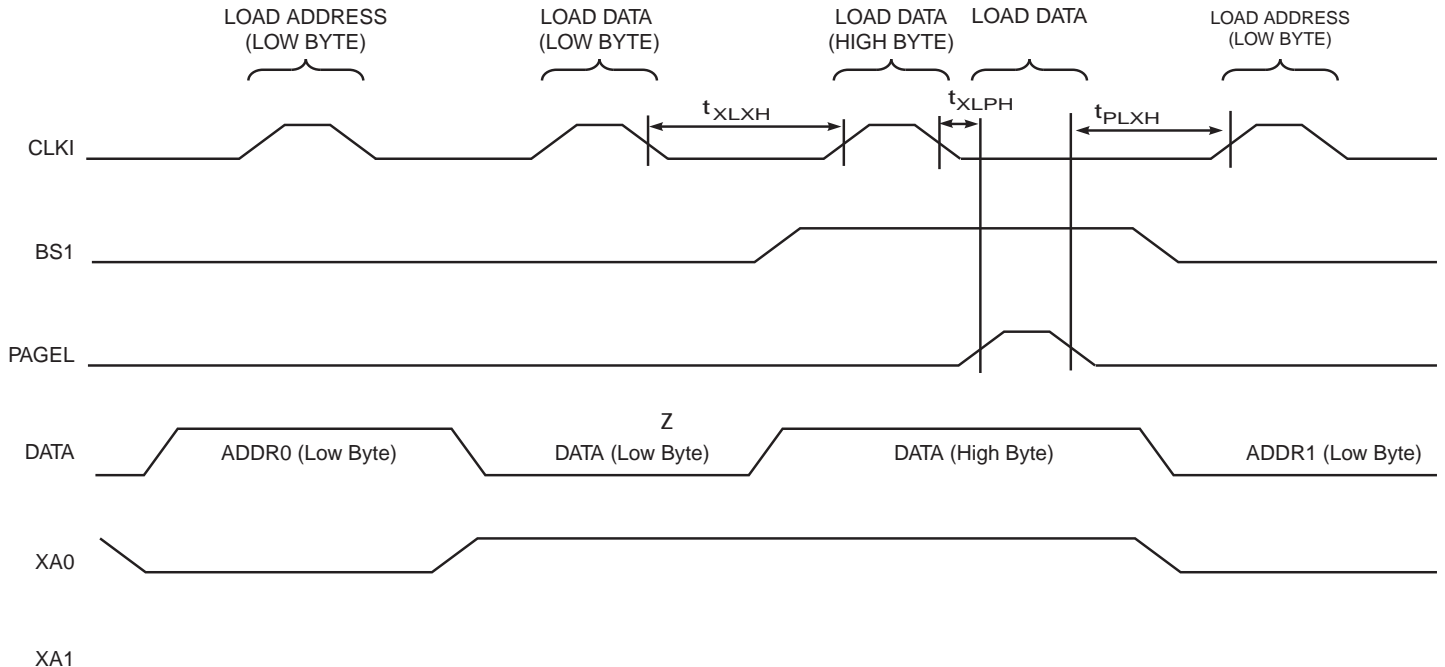 LOAD ADDRESS
(LOW BYTE)
LOAD DATA
(LOW BYTE)
LOAD DATA
(HIGH BYTE)
LOAD DATA
LOAD ADDRESS
(LOW BYTE)
tXLXH
tXLPH
tPLXH
CLKI
BS1
PAGEL
Z
DATA
ADDR0 (Low Byte)
DATA (Low Byte)
DATA (High Byte)
ADDR1 (Low Byte)
XA0
XA1